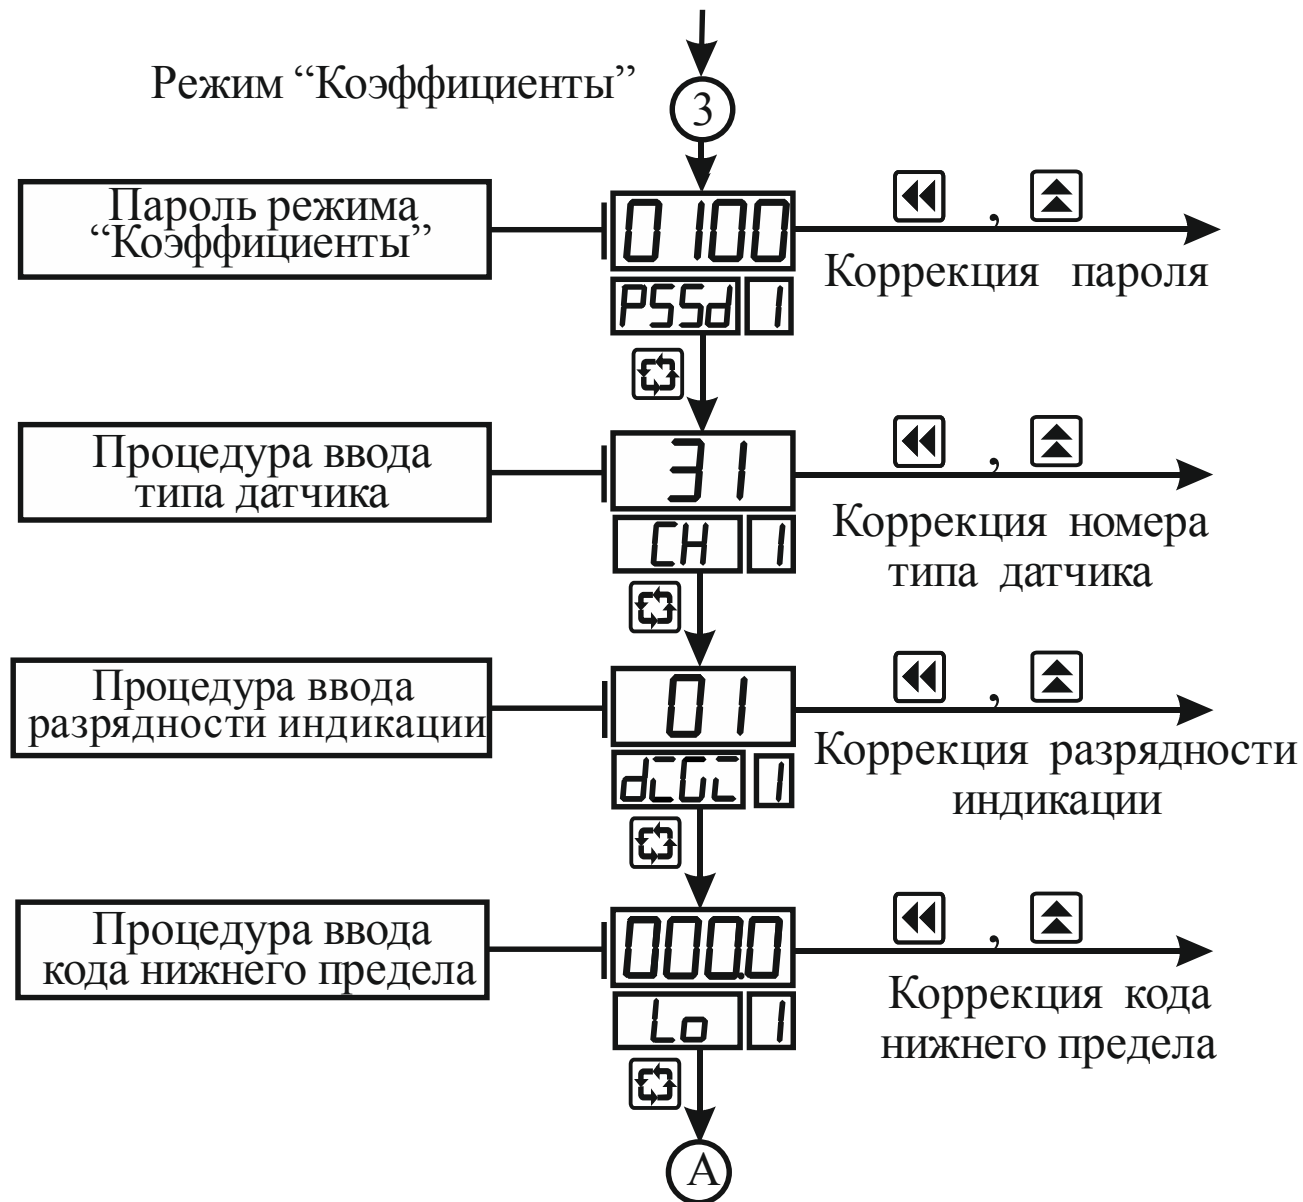 Режим “Коэффициенты”
3
Пароль режима
“Коэффициенты”
0100
,
Коррекция пароля
PSSd 1
Процедура ввода
типа датчика
31
,
Коррекция номера
типа датчика
CH 1
Процедура ввода
разрядности индикации
01
,
Коррекция разрядности
индикации
diGi 1
Процедура ввода
кода нижнего предела
000.0
,
Коррекция кода
нижнего предела
Lo 1
А